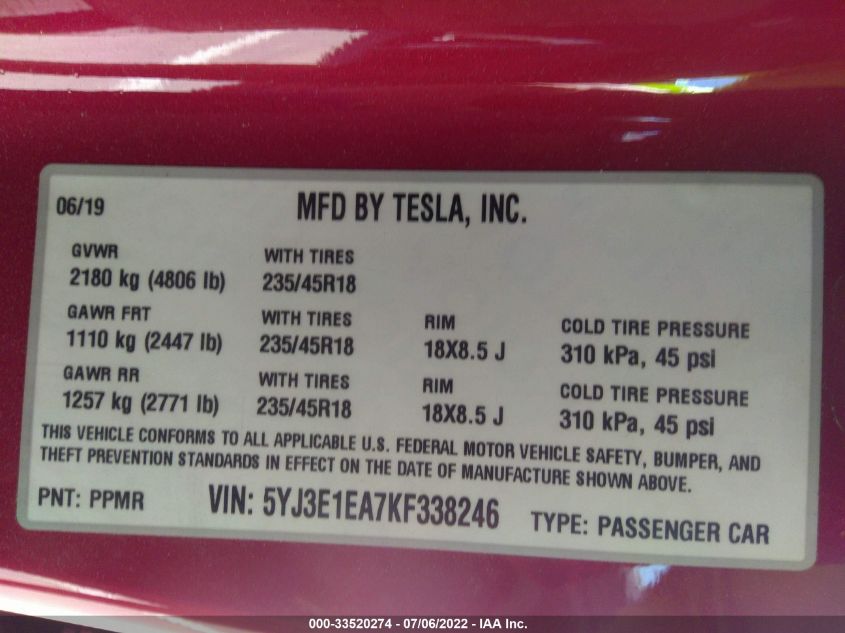 06/19
MFD BY TESLA, INC.
GVWR
2180 kg (4806 lb)
WITH TIRES
235/45R18
GAWR FRT
1110 kg (2447 lb)
WITH TIRES
235/45R18
RIM
18X8.5 J
COLD TIRE PRESSURE
310 kPa, 45 psi
GAWR RR
1257 kg (2771 lb)
WITH TIRES
235/45R18
RIM
18X8.5 J
COLD TIRE PRESSURE
310 kPa, 45 psi
THIS VEHICLE CONFORMS TO ALL APPLICABLE U.S. FEDERAL MOTOR VEHICLE SAFETY, BUMPER, AND
THEFT PREVENTION STANDARDS IN EFFECT ON THE DATE OF MANUFACTURE SHOWN ABOVE.
PNT: PPMR
VIN: 5YJ3E1EA7KF338246
TYPE: PASSENGER CAR
000-33520274 - 07/06/2022 - IAA Inc.